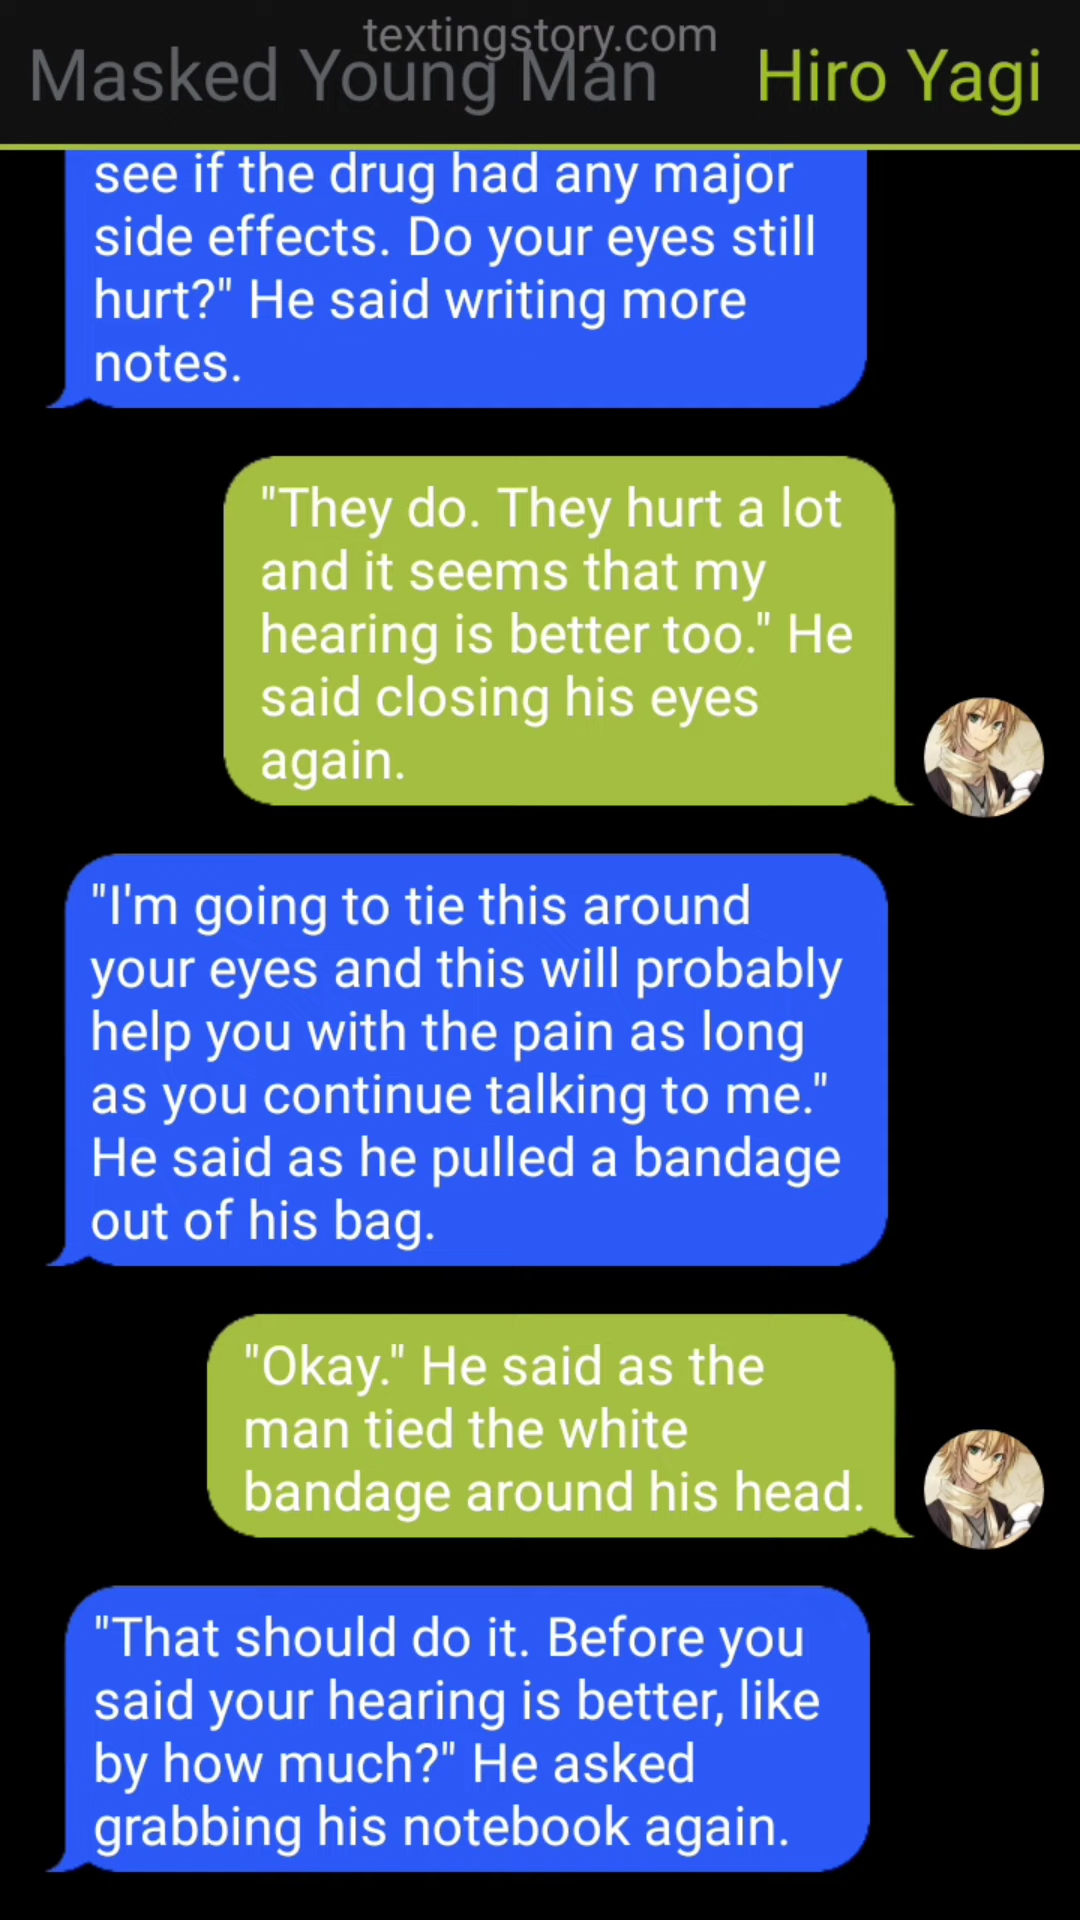 textingstory.com
Masked Young Man Hiro Yagi
see if the drug had any major
side effects. Do your eyes still
hurt?" He said writing more
notes.
"They do. They hurt a lot
and it seems that my
hearing is better too." He
said closing his eyes
again.
"I'm going to tie this around
your eyes and this will probably
help you with the pain as long
as you continue talking to me."
He said as he pulled a bandage
out of his bag.
"Okay." He said as the
man tied the white
bandage around his head.
"That should do it. Before you
said your hearing is better, like
by how much?" He asked
grabbing his notebook again.